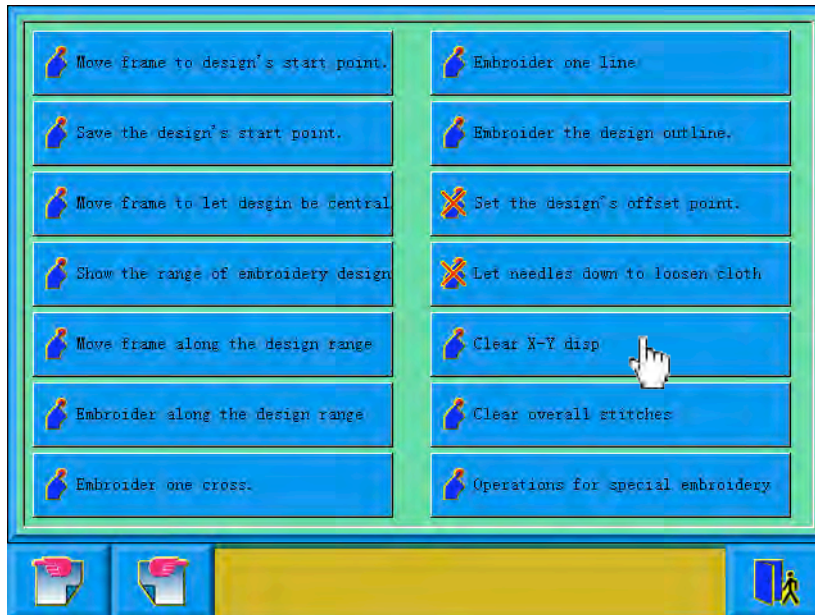 Move frame to design's start point.
Save the design's start point.
Move frame to let desgin be central
Show the range of embroidery design
Move frame along the design range
Embroider along the design range
Embroider one cross.
Embroider one line
Embroider the design outline.
Set the design's offset point.
Let needles down to loosen cloth
Clear X-Y disp
Clear overall stitches
Operations for special embroidery